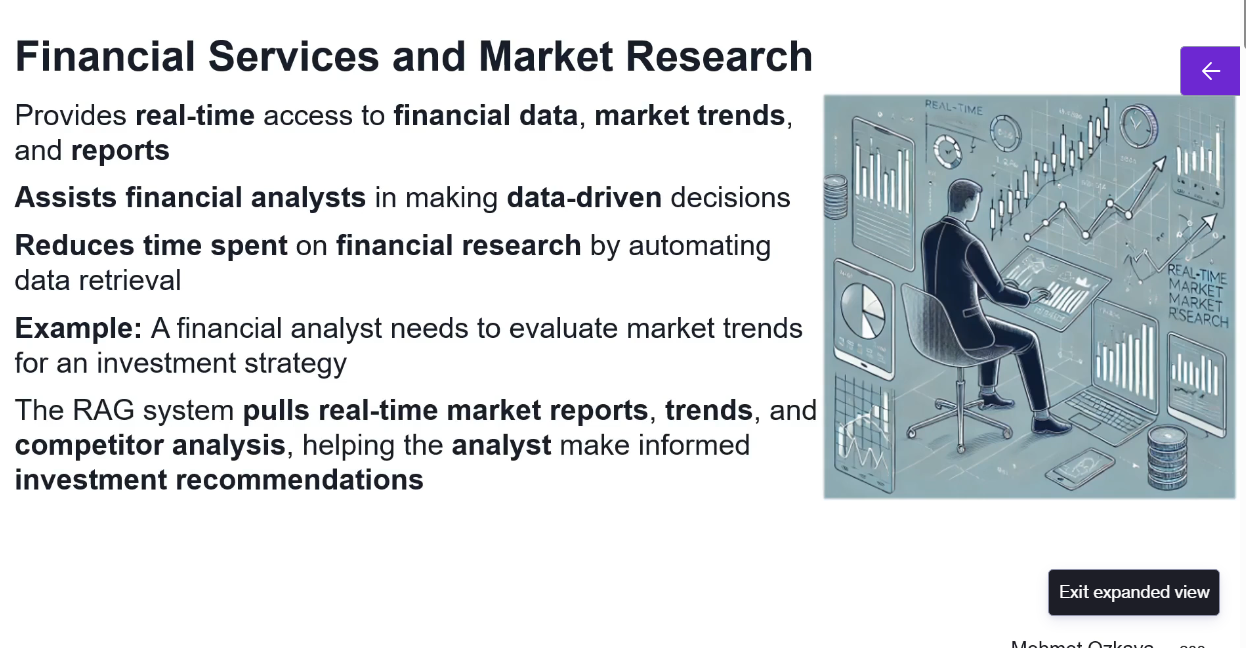 Financial Services and Market Research
Provides real-time access to financial data, market trends,
and reports
Assists financial analysts in making data-driven decisions
Reduces time spent on financial research by automating
data retrieval
Example: A financial analyst needs to evaluate market trends
for an investment strategy
The RAG system pulls real-time market reports, trends, and
competitor analysis, helping the analyst make informed
investment recommendations
REAL-TIME
REAL-TIME
MARKET
MARKET
R'SEARCH
Exit expanded view
Mehmet Ozkaya